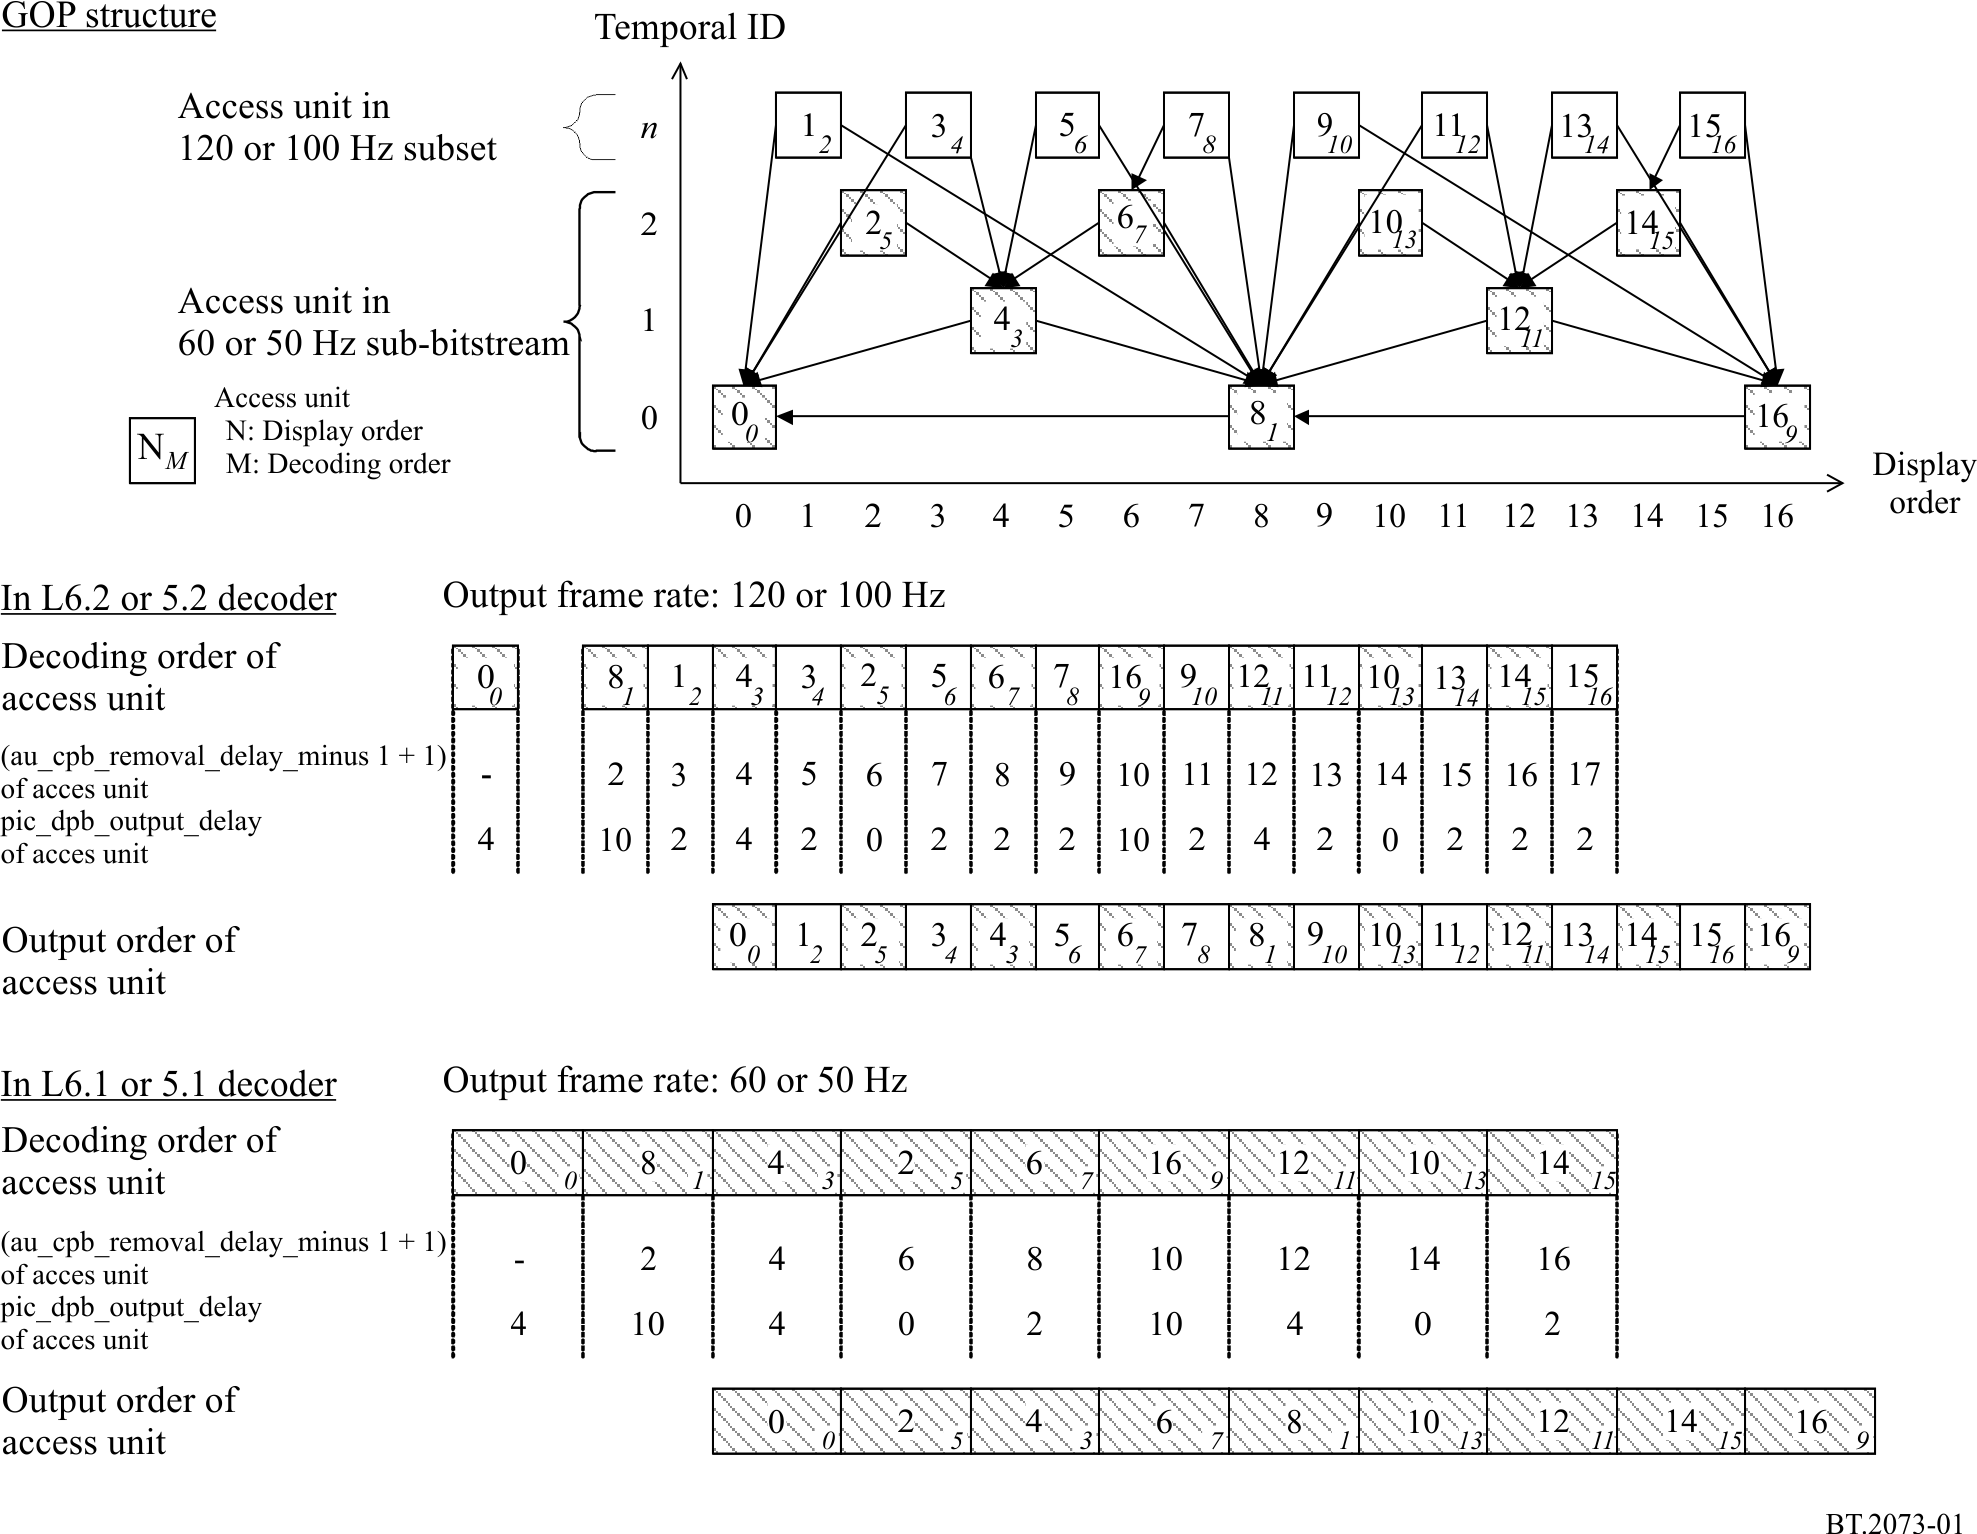 GOP structure
Temporal ID
Access unit in
120 or 100 Hz subset
n
1 2 3 4 5 6 7 8 9 10 11 12 13 14 15 16
2
2 5 6 7 10 13 14 15
Access unit in
60 or 50 Hz sub-bitstream
1
4 3 12 11
0
0 0 8 1 16 9
N M
Access unit
N: Display order
M: Decoding order
Display
order
0 1 2 3 4 5 6 7 8 9 10 11 12 13 14 15 16
In L6.2 or 5.2 decoder
Output frame rate: 120 or 100 Hz
Decoding order of
access unit
0 0 8 1 1 2 4 3 3 4 2 5 5 6 6 7 7 8 16 9 9 10 12 11 11 12 10 13 13 14 14 15 15 16
(au_cpb_removal_delay_minus 1 + 1)
of acces unit
- 2 3 4 5 6 7 8 9 10 11 12 13 14 15 16 17
pic_dpb_output_delay
of acces unit
4 10 2 4 2 0 2 2 2 10 2 4 2 0 2 2 2
Output order of
access unit
0 0 1 2 2 5 3 4 4 3 5 6 6 7 7 8 8 1 9 10 10 13 11 12 12 11 13 14 14 15 15 16 16 9
In L6.1 or 5.1 decoder
Output frame rate: 60 or 50 Hz
Decoding order of
access unit
0 0 8 1 4 3 2 5 6 7 16 9 12 11 10 13 14 15
(au_cpb_removal_delay_minus 1 + 1)
of acces unit
- 2 4 6 8 10 12 14 16
pic_dpb_output_delay
of acces unit
4 10 4 0 2 10 4 0 2
Output order of
access unit
0 0 2 5 4 3 6 7 8 1 10 13 12 11 14 15 16 9
BT.2073-01